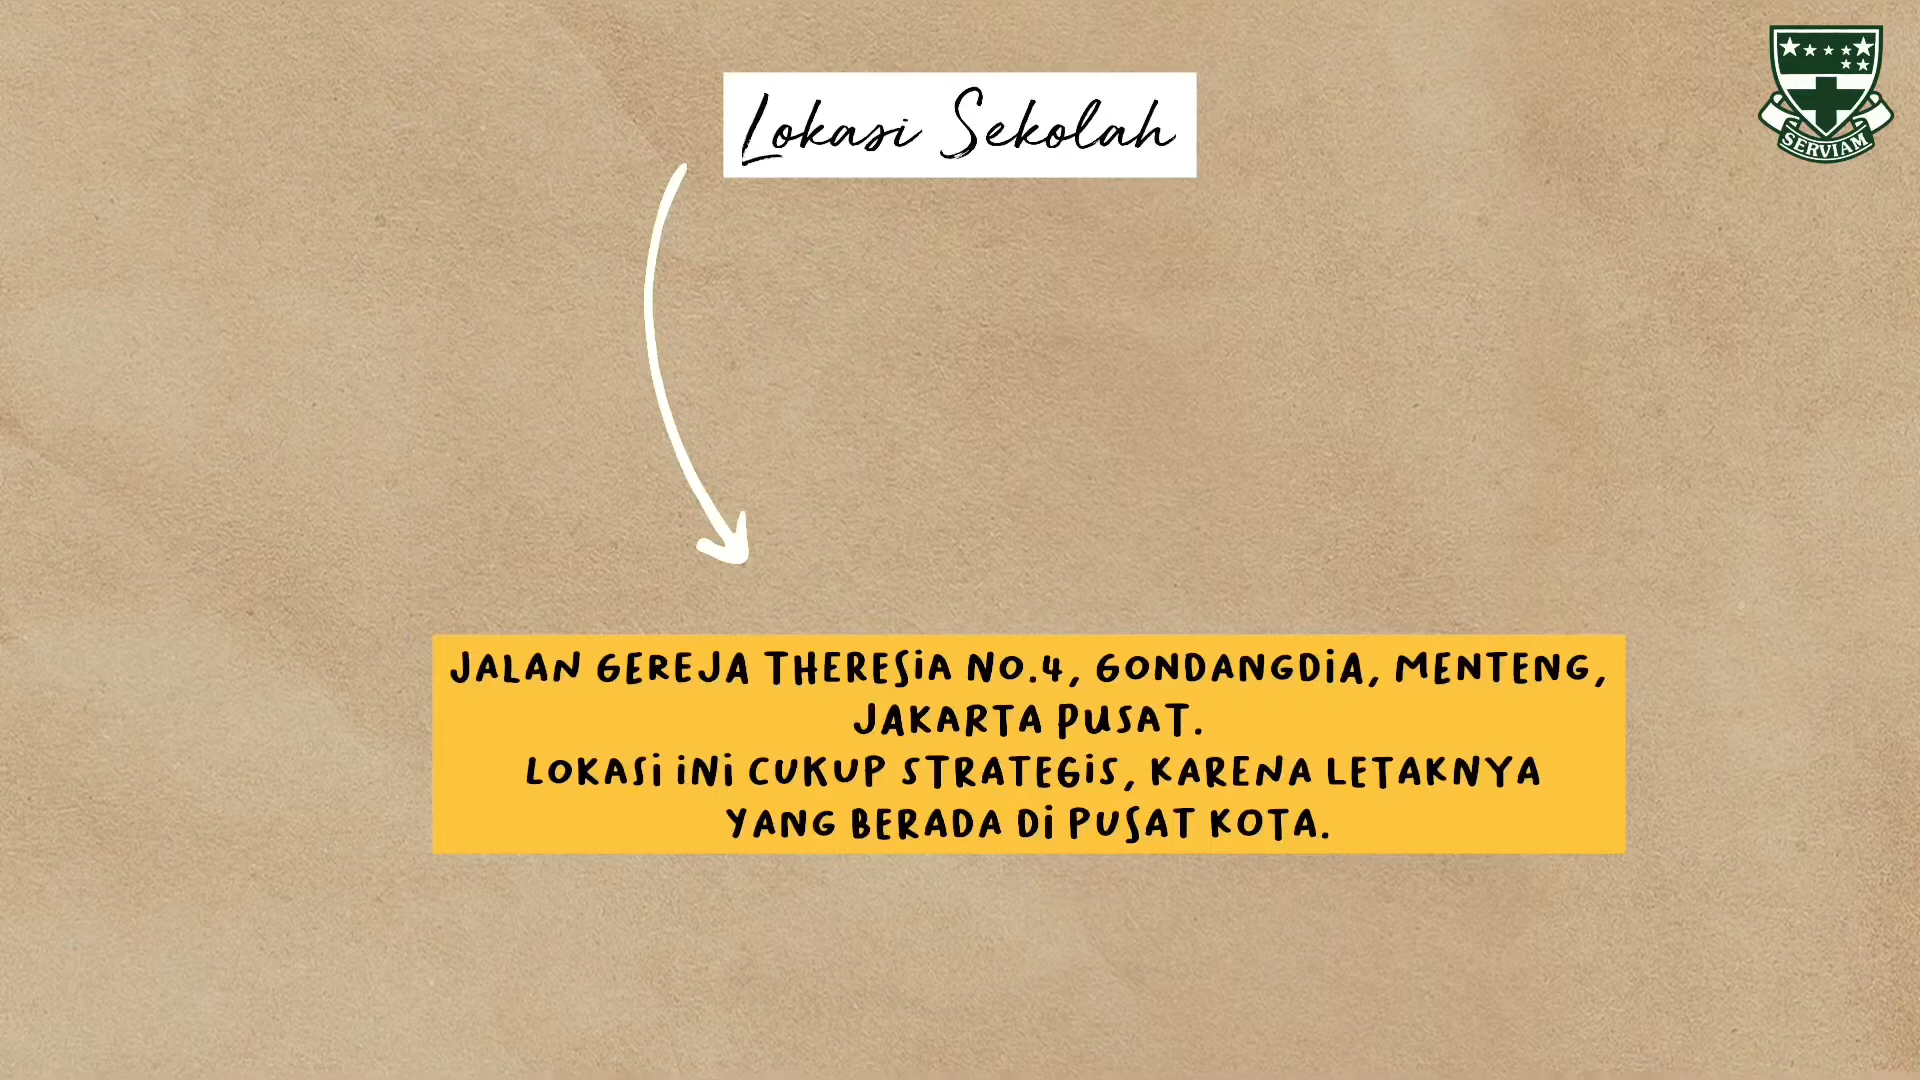 Lokasi Sekolah
SERVIAM
JALAN GEREJA THERESIA NO.4, GONDANGDIA, MENTENG,
JAKARTA PUSAT.
LOKASI INI CUKUP STRATEGIS, KARENA LETAKNYA
YANG BERADA DI PUSAT KOTA.